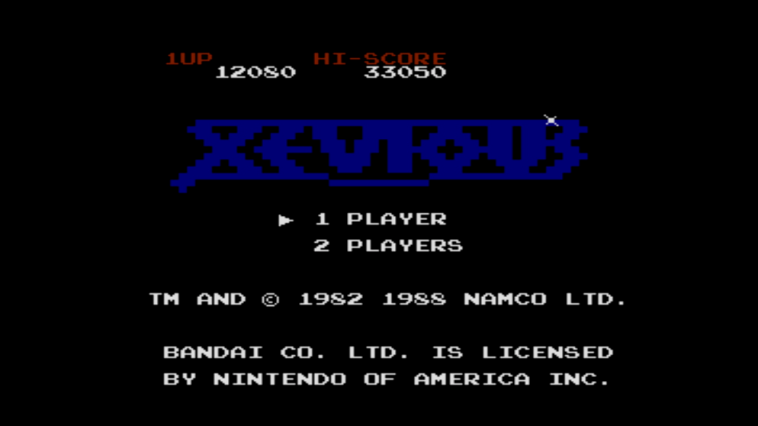 1UP HI-SCORE
12080 33050
XEVIOUS
1 PLAYER
2 PLAYERS
TM AND © 1982 1988 NAMCO LTD.
BANDAI CO. LTD. IS LICENSED
BY NINTENDO OF AMERICA INC.